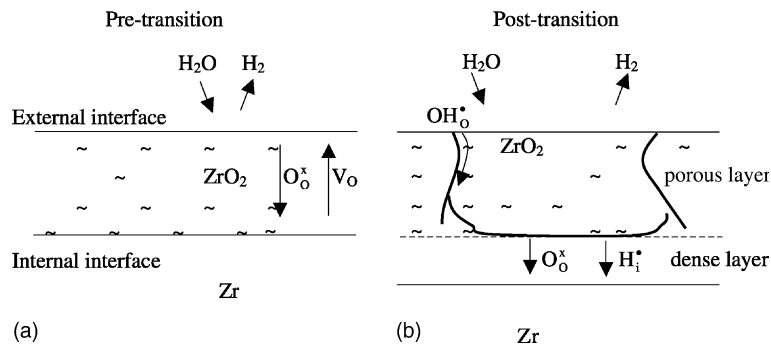 Pre-transition
Post-transition
H2O H2
H2O H2
External interface
OH•o
ZrO2 Oxo VO
ZrO2
porous layer
Internal interface
Oxo H•i dense layer
Zr
(a)
(b)
Zr